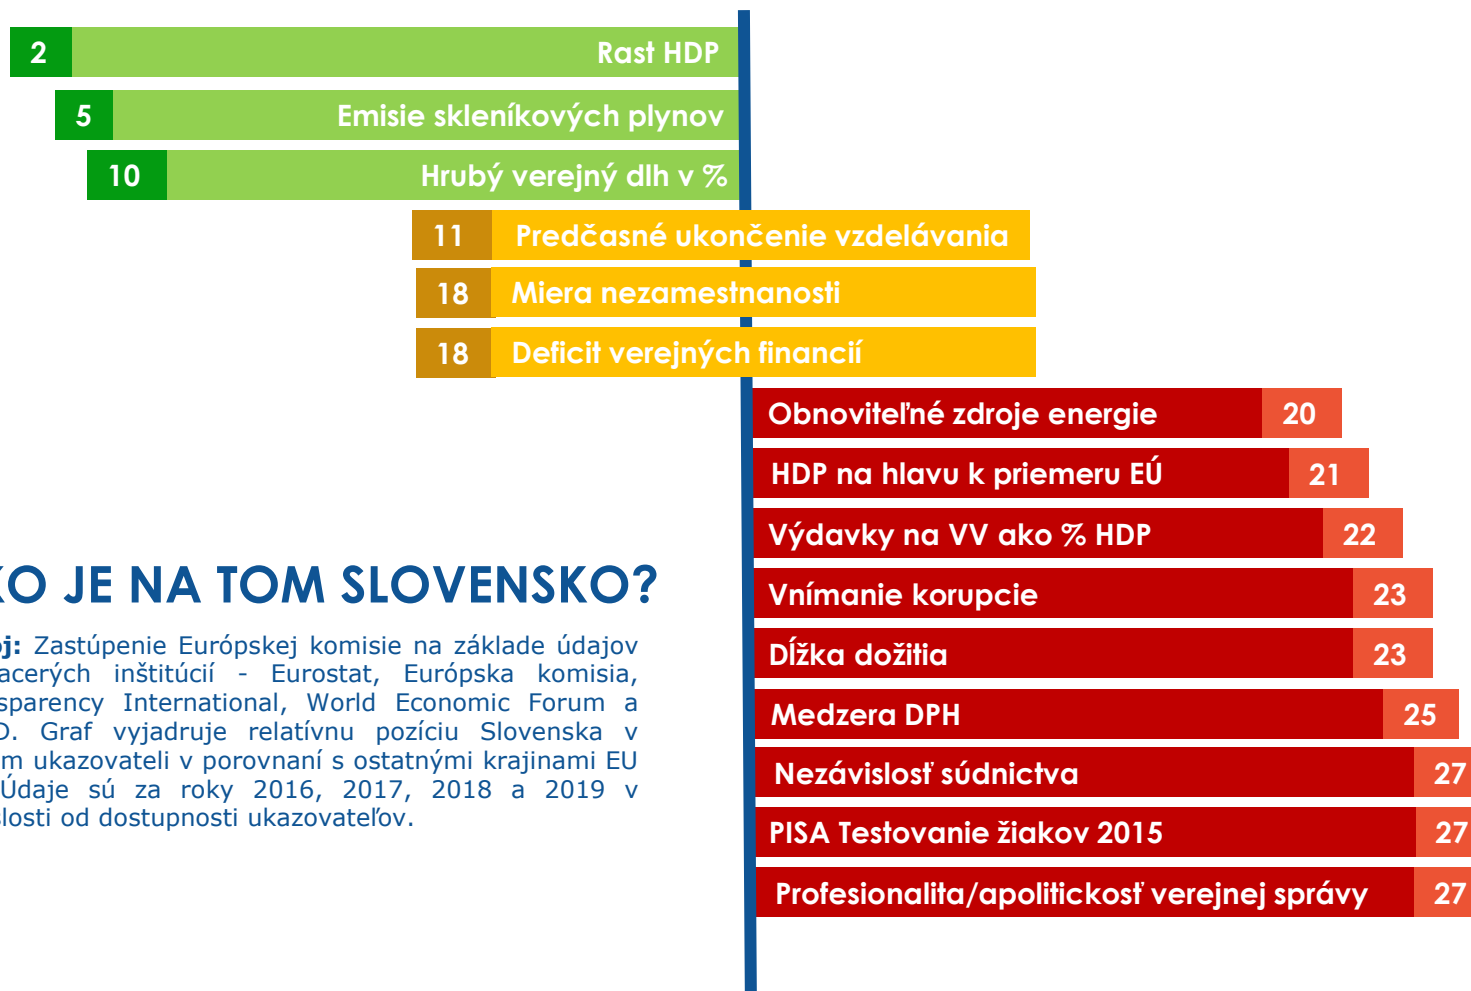 2 Rast HDP
5 Emisie skleníkových plynov
10 Hrubý verejný dlh v %
11 Predčasné ukončenie vzdelávania
18 Miera nezamestnanosti
18 Deficit verejných financií
Obnoviteľné zdroje energie 20
HDP na hlavu k priemeru EÚ 21
Výdavky na VV ako % HDP 22
Vnímanie korupcie 23
Dĺžka dožitia 23
Medzera DPH 25
Nezávislosť súdnictva 27
PISA Testovanie žiakov 2015 27
Profesionalita/apolitickosť verejnej správy 27
KO JE NA TOM SLOVENSKO?
oj: Zastúpenie Európskej komisie na základe údajov
acerých inštitúcií - Eurostat, Európska komisia,
sparency International, World Economic Forum a
D. Graf vyjadruje relatívnu pozíciu Slovenska v
m ukazovateli v porovnaní s ostatnými krajinami EU
Údaje sú za roky 2016, 2017, 2018 a 2019 v
slosti od dostupnosti ukazovateľov.